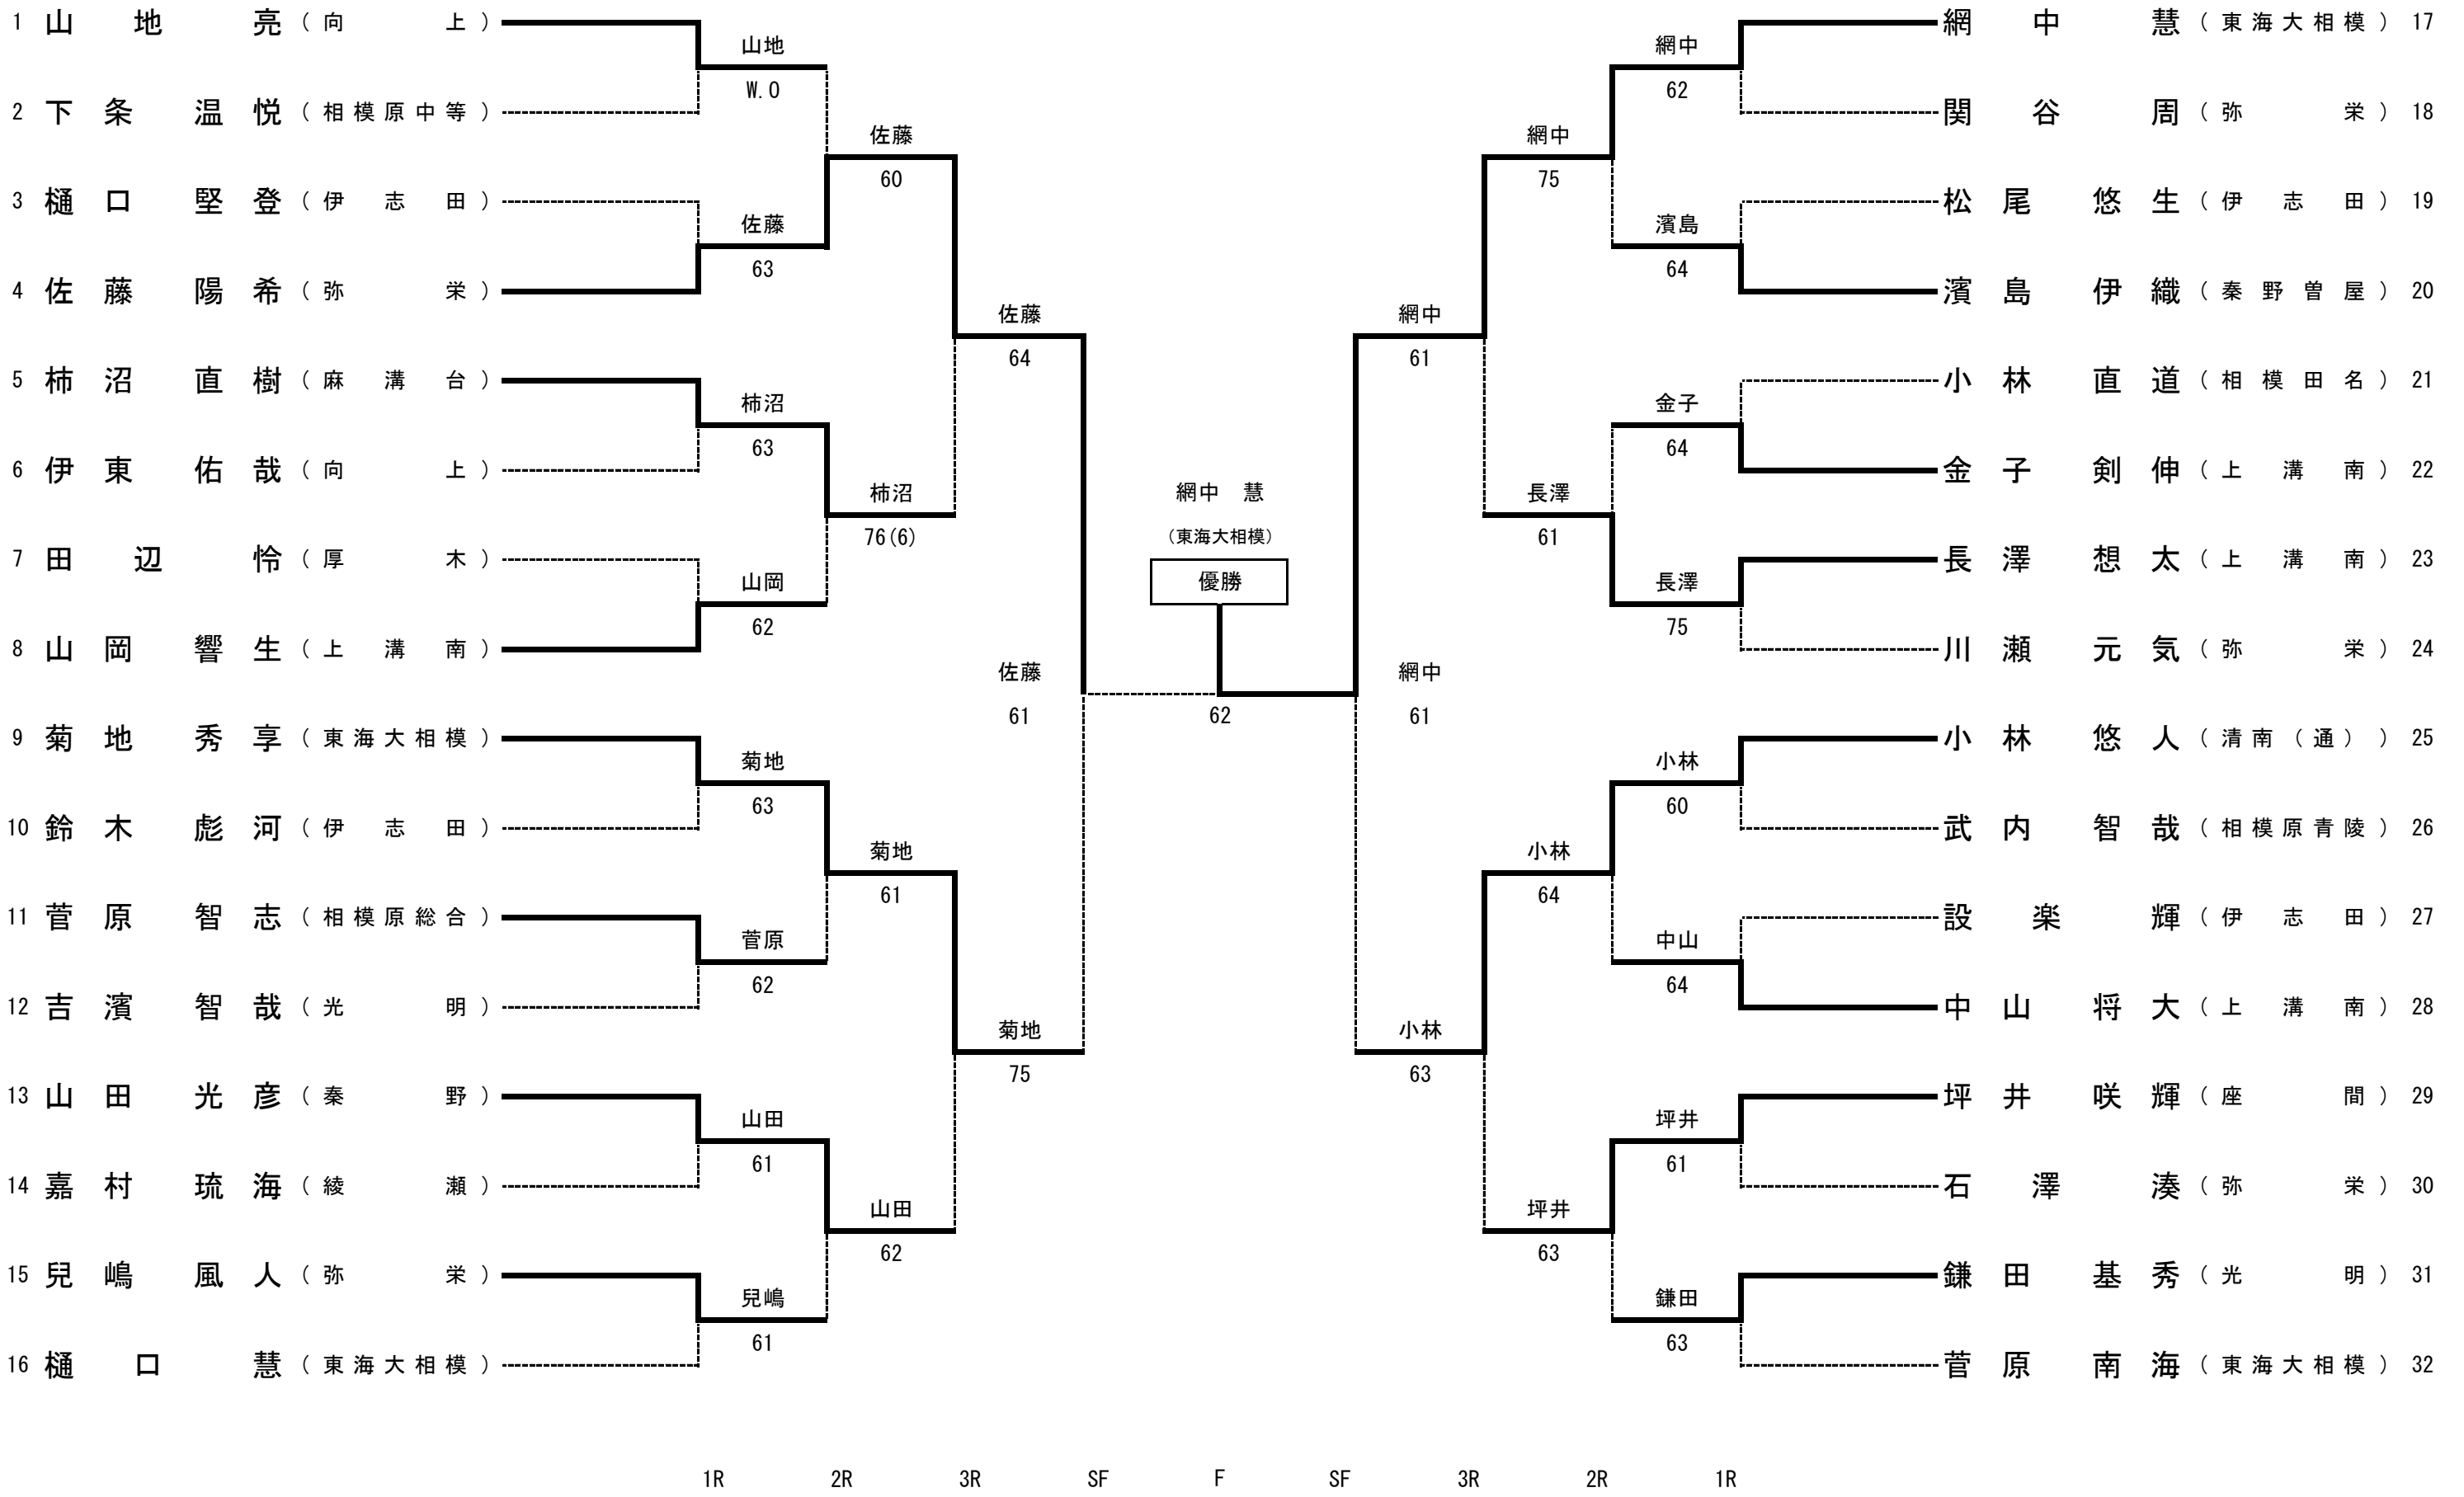 1 山地 亮 (向上)
2 下条 温悦 (相模原中等)
3 樋口 堅登 (伊志田)
4 佐藤 陽希 (弥栄)
5 柿沼 直樹 (麻溝台)
6 伊東 佑哉 (向上)
7 田辺 怜 (厚木)
8 山岡 響生 (上溝南)
9 菊地 秀享 (東海大相模)
10 鈴木 彪河 (伊志田)
11 菅原 智志 (相模原総合)
12 吉濱 智哉 (光明)
13 山田 光彦 (秦野)
14 嘉村 琉海 (綾瀬)
15 兒嶋 風人 (弥栄)
16 樋口 慧 (東海大相模)
山地
W.O
佐藤
63
柿沼
63
山岡
62
菊地
63
菅原
62
山田
61
兒嶋
61
佐藤
60
柿沼
76(6)
菊地
61
山田
62
佐藤
64
菊地
75
佐藤
61
網中 慧
(東海大相模)
優勝
62
網中
61
網中
61
小林
63
網中
75
長澤
61
小林
64
坪井
63
網中
62
濱島
64
金子
64
長澤
75
小林
60
中山
64
坪井
61
鎌田
63
網中 慧 (東海大相模) 17
関谷 周 (弥栄) 18
松尾 悠生 (伊志田) 19
濱島 伊織 (秦野曽屋) 20
小林 直道 (相模田名) 21
金子 剣伸 (上溝南) 22
長澤 想太 (上溝南) 23
川瀬 元気 (弥栄) 24
小林 悠人 (清南(通)) 25
武内 智哉 (相模原青陵) 26
設楽 輝 (伊志田) 27
中山 将大 (上溝南) 28
坪井 咲輝 (座間) 29
石澤 湊 (弥栄) 30
鎌田 基秀 (光明) 31
菅原 南海 (東海大相模) 32
1R 2R 3R SF F SF 3R 2R 1R